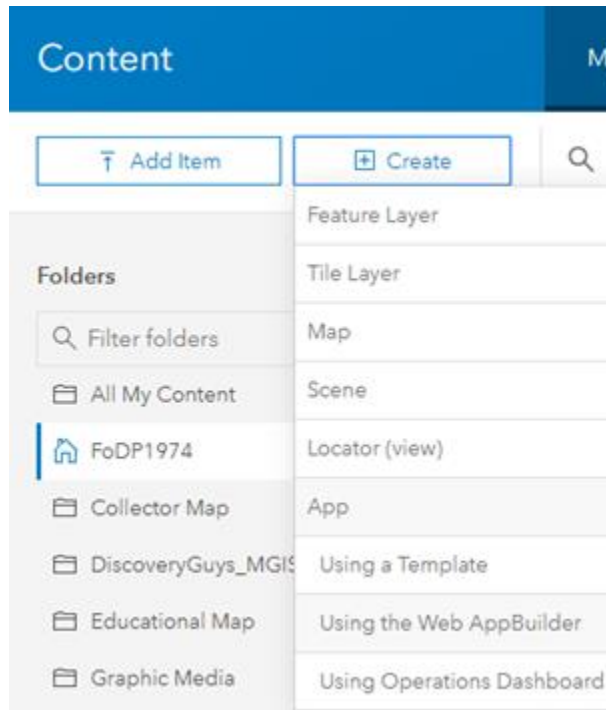 Content
M
Add Item
Create
Folders
Filter folders
All My Content
FoDP1974
Collector Map
DiscoveryGuys_MGIS
Educational Map
Graphic Media
Feature Layer
Tile Layer
Map
Scene
Locator (view)
App
Using a Template
Using the Web AppBuilder
Using Operations Dashboard